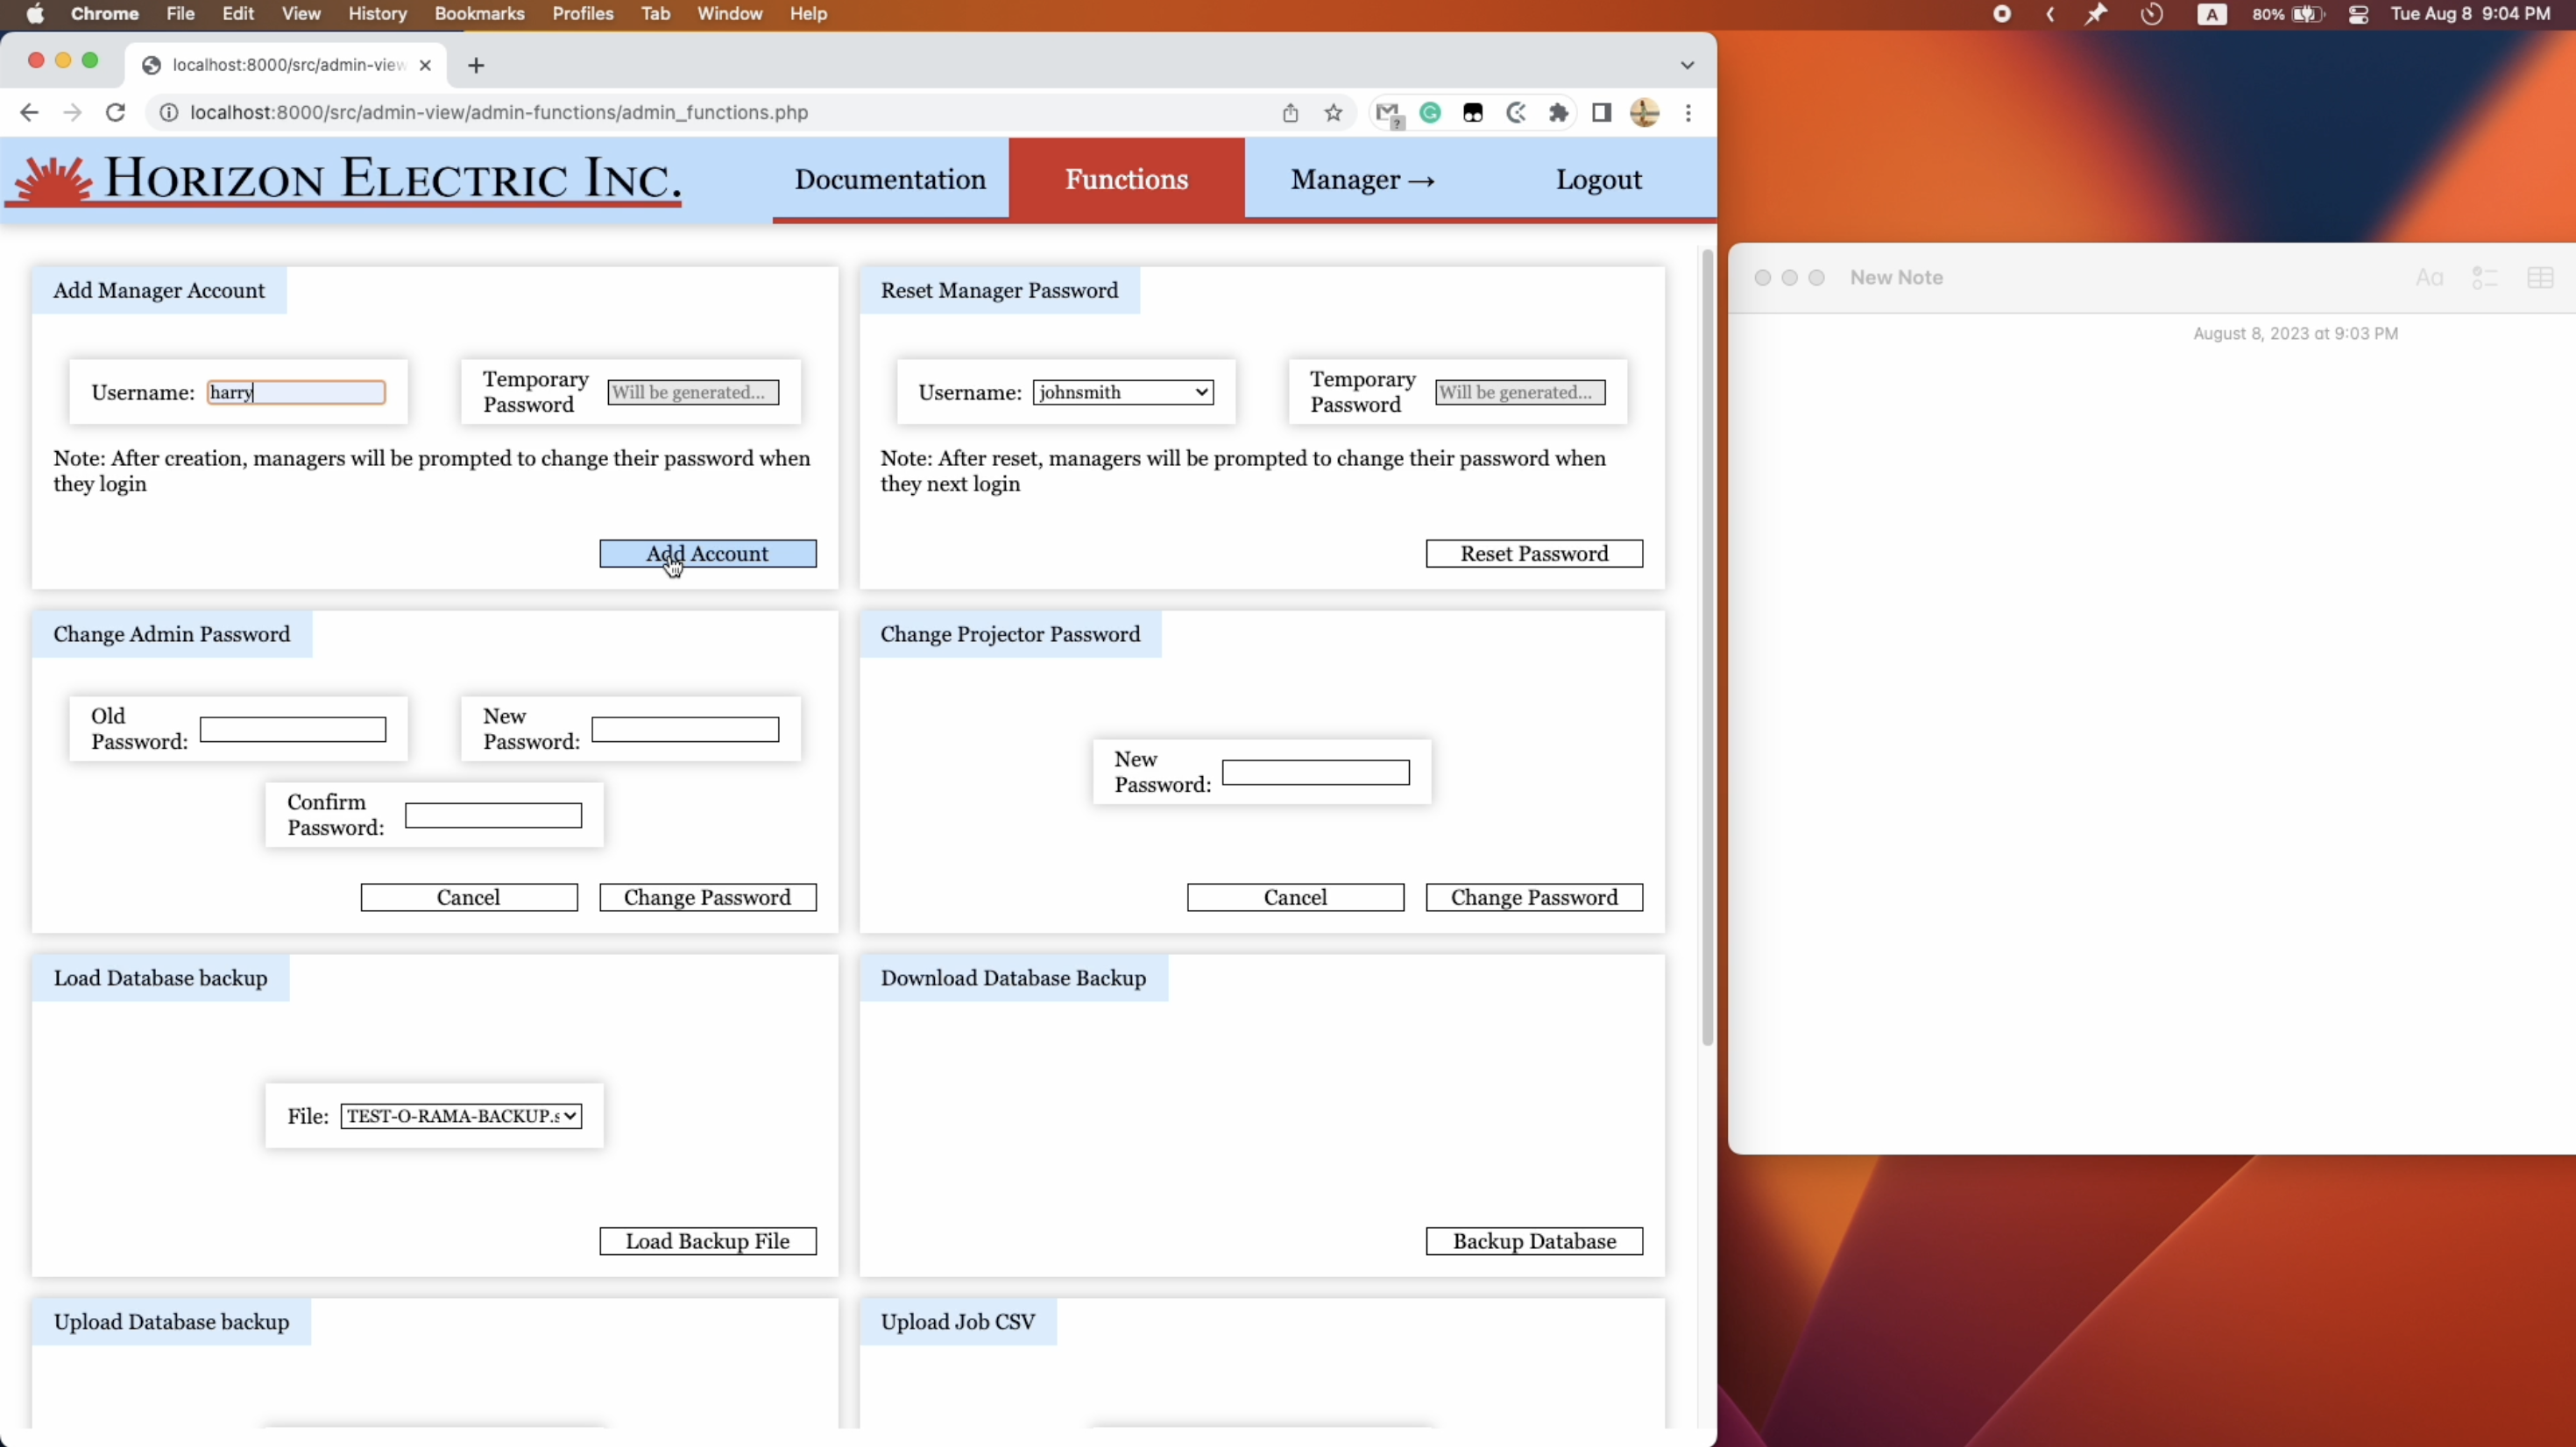 Chrome File Edit View History Bookmarks Profiles Tab Window Help
A 80% Tue Aug 8 9:04 PM
localhost:8000/src/admin-view
localhost:8000/src/admin-view/admin-functions/admin_functions.php
HORIZON ELECTRIC INC.
Documentation Functions Manager → Logout
New Note
Aa
August 8, 2023 at 9:03 PM
Add Manager Account
Username: harry
Temporary
Password
Will be generated...
Note: After creation, managers will be prompted to change their password when
they login
Add Account
Reset Manager Password
Username: johnsmith
Temporary
Password
Will be generated...
Note: After reset, managers will be prompted to change their password when
they next login
Reset Password
Change Admin Password
Old
Password:
New
Password:
Confirm
Password:
Cancel Change Password
Change Projector Password
New
Password:
Cancel Change Password
Load Database backup
File: TEST-O-RAMA-BACKUP.s
Load Backup File
Download Database Backup
Backup Database
Upload Database backup
Upload Job CSV